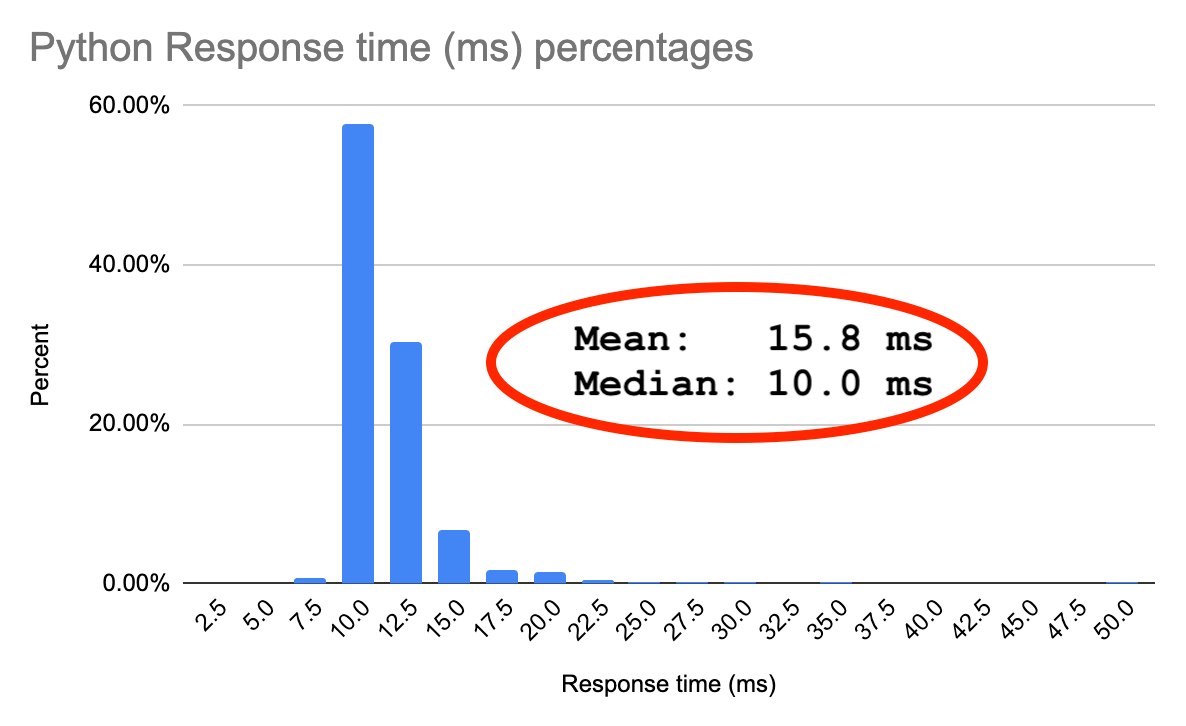 Python Response time (ms) percentages
60.00%
40.00%
20.00%
0.00%
Percent
Mean: 15.8 ms
Median: 10.0 ms
2.5 5.0 7.5 10.0 12.5 15.0 17.5 20.0 22.5 25.0 27.5 30.0 32.5 35.0 37.5 40.0 42.5 45.0 47.5 50.0
Response time (ms)